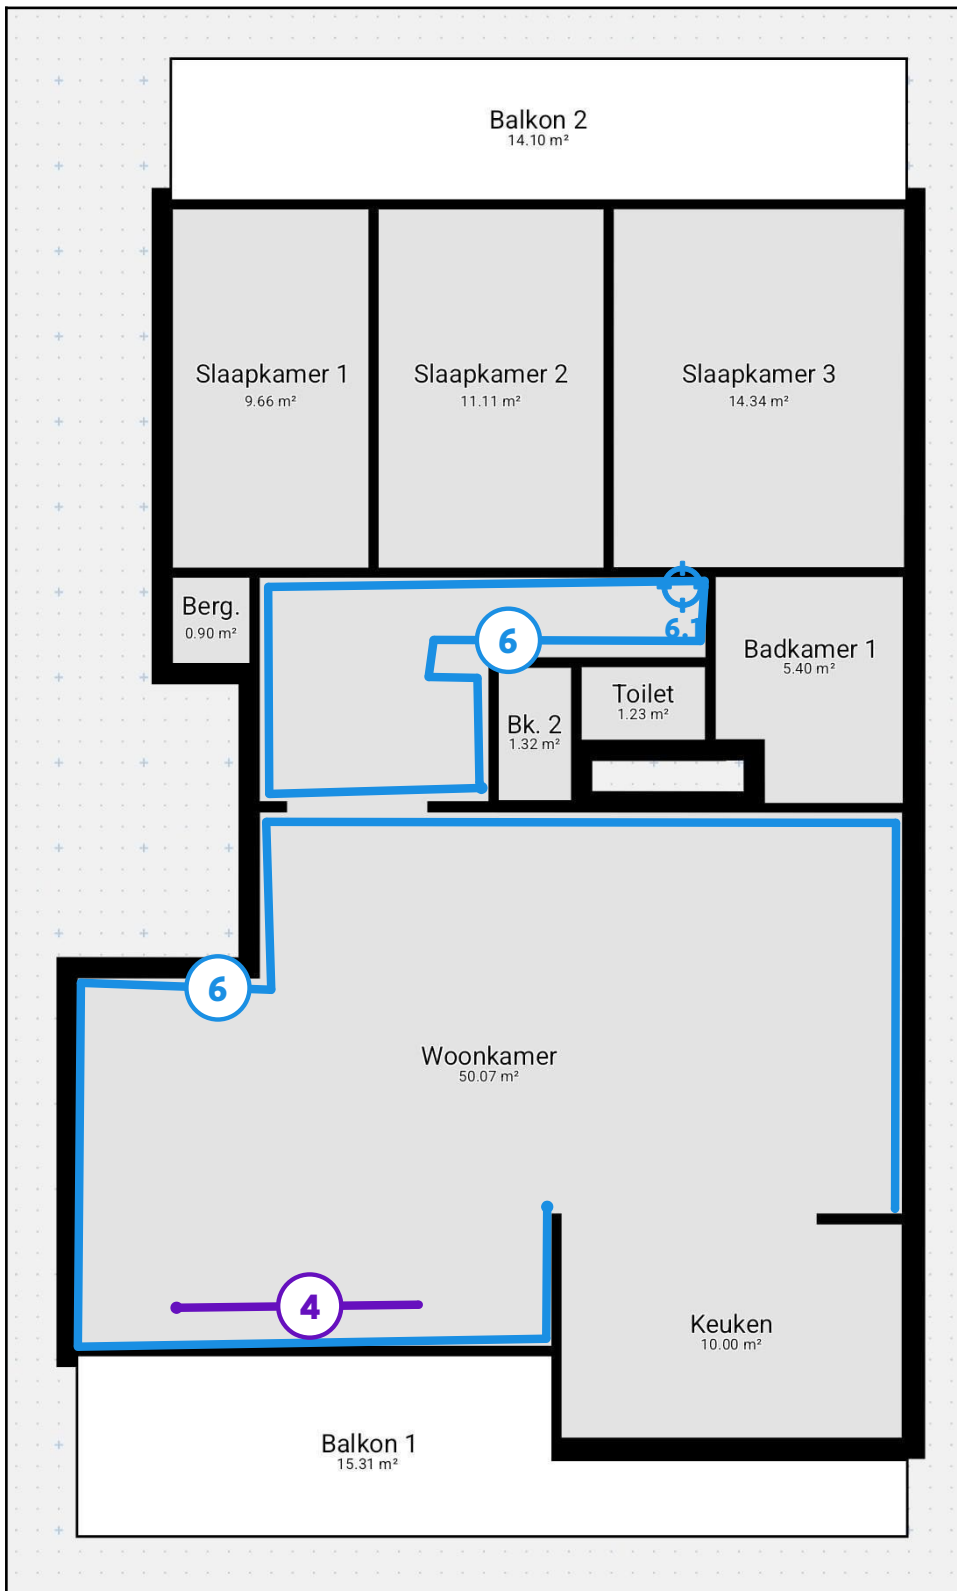 Balkon 2
14.10 m²
Slaapkamer 1
9.66 m²
Slaapkamer 2
11.11 m²
Slaapkamer 3
14.34 m²
Berg.
0.90 m²
6
6.1
Badkamer 1
5.40 m²
Toilet
1.23 m²
Bk. 2
1.32 m²
6
Woonkamer
50.07 m²
4
Keuken
10.00 m²
Balkon 1
15.31 m²